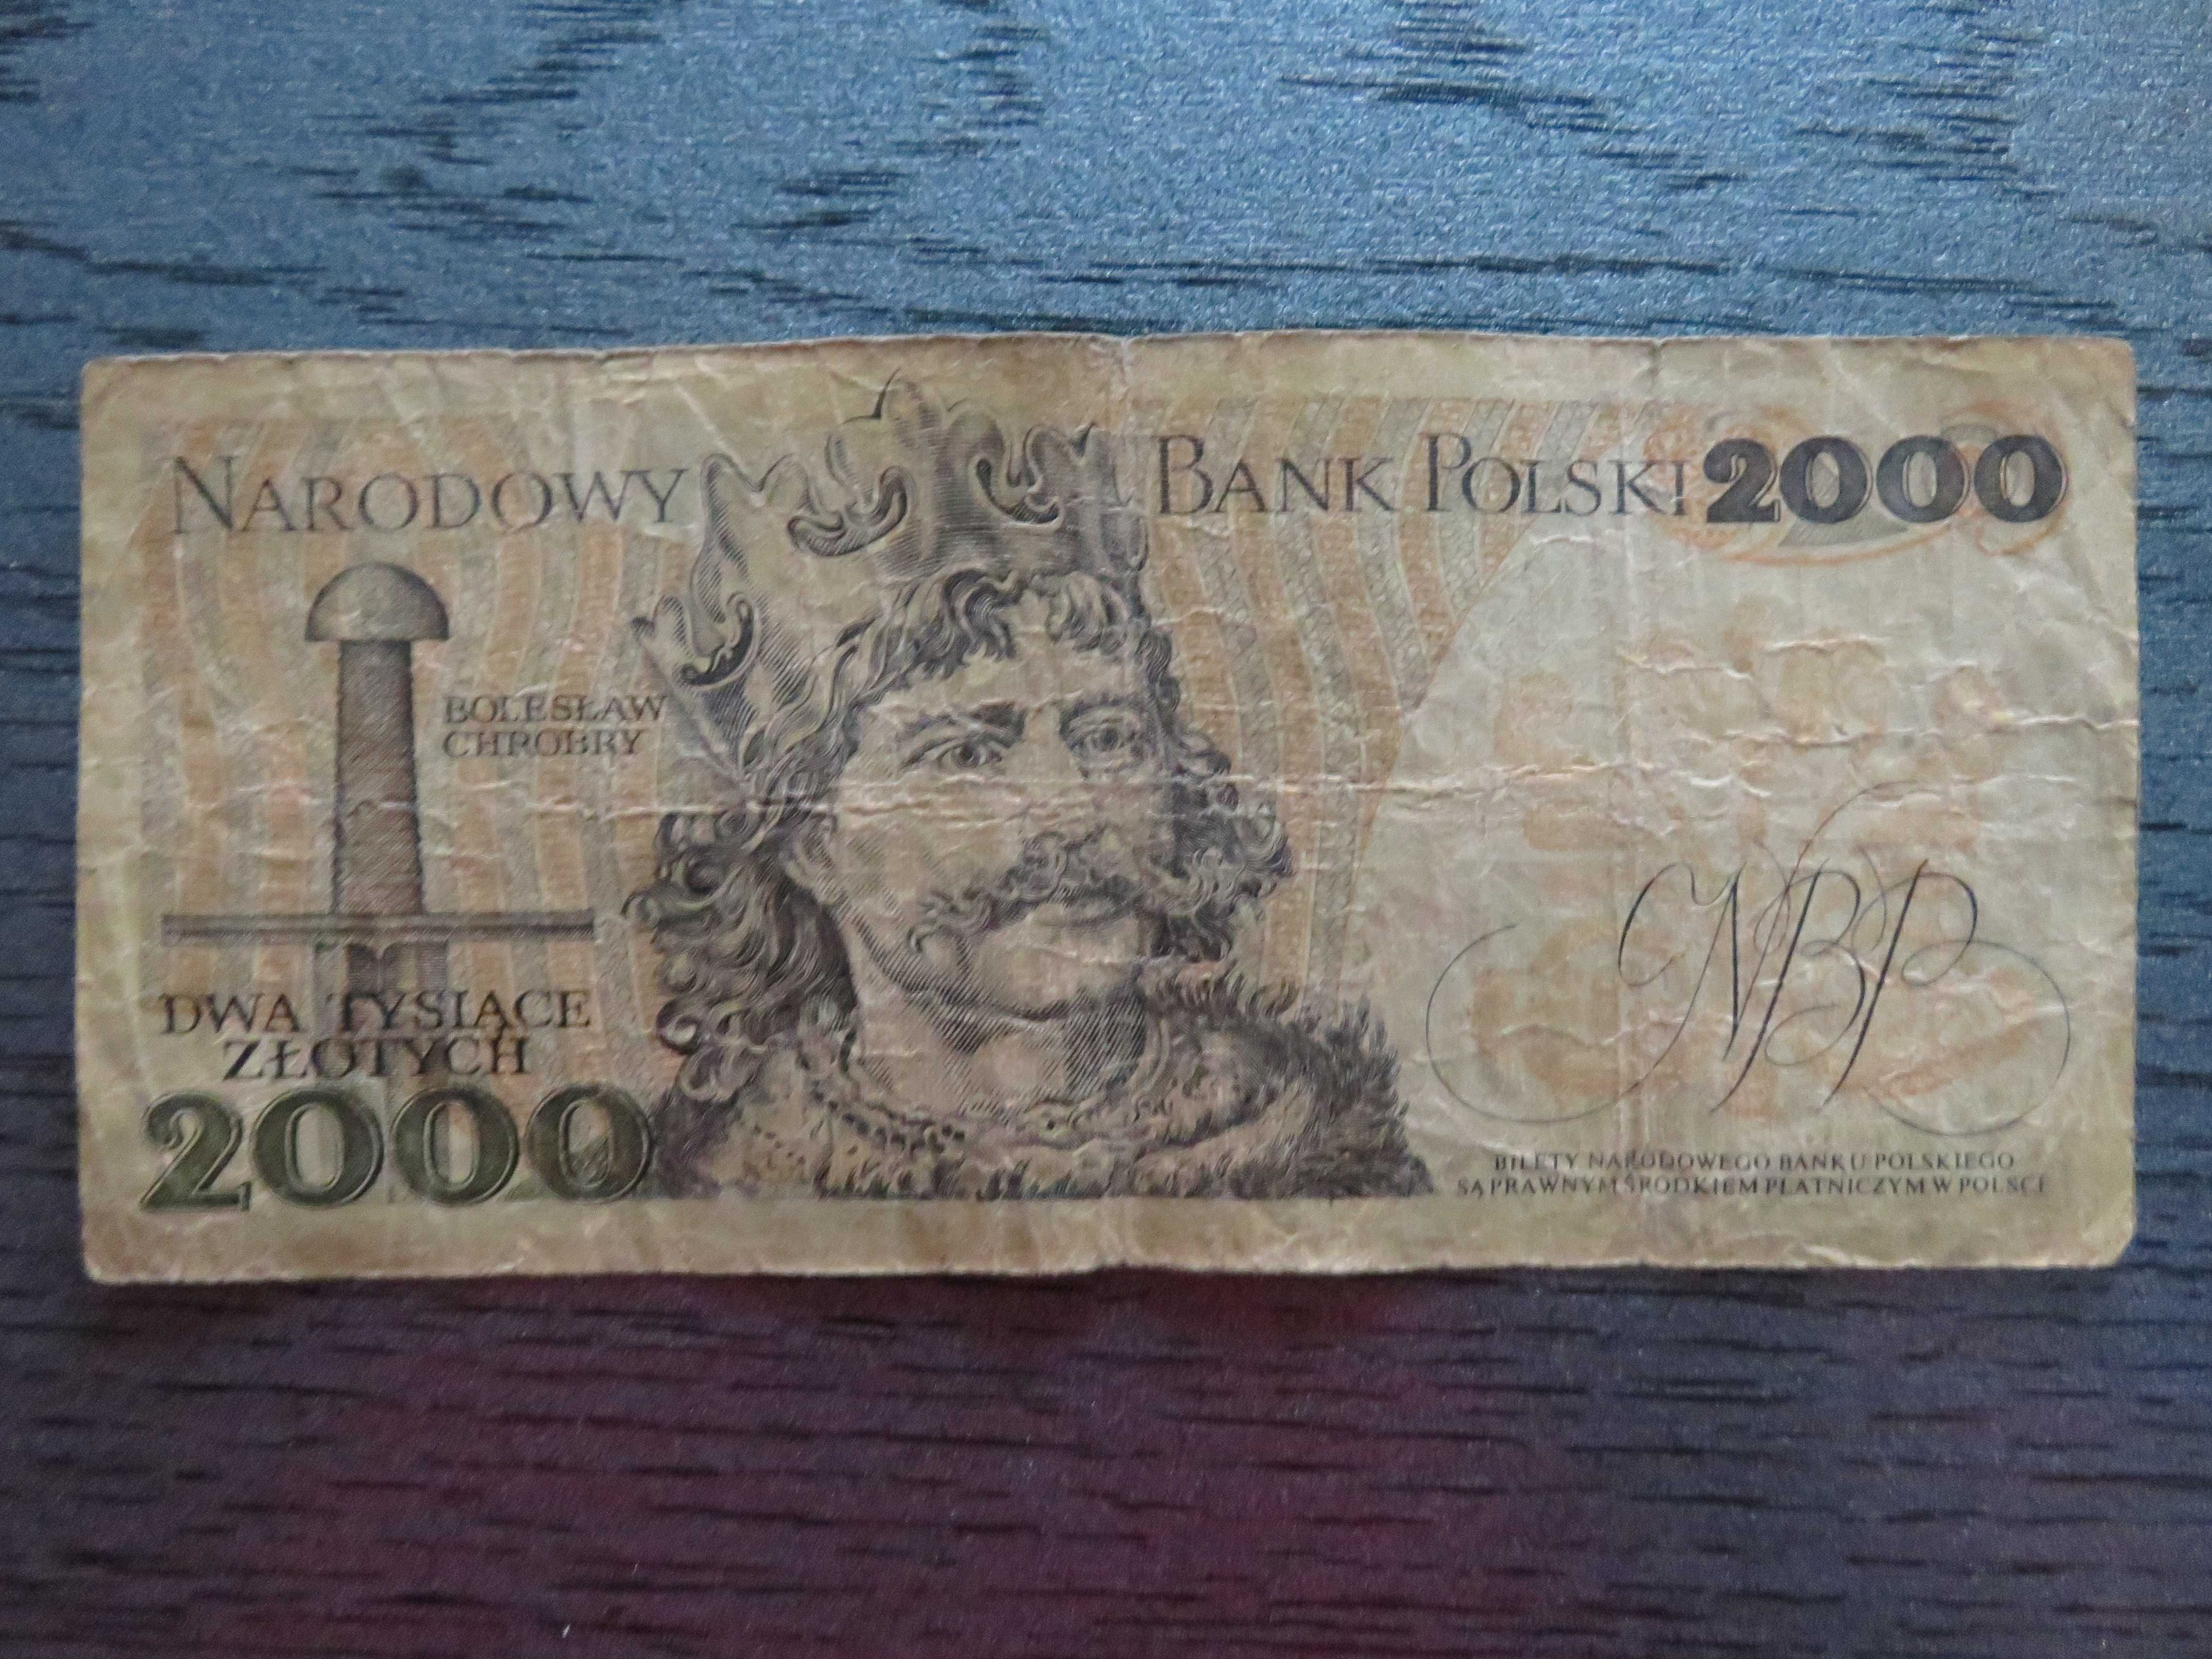 NARODOWY BANK POLSKI 2000
BOLESŁAW
CHROBRY
DWA TYSIĄCE
ZŁOTYCH
2000
NBP
BILETY NARODOWEGO BANKU POLSKIEGO
SĄ PRAWNYM ŚRODKIEM PŁATNICZYM W POLSCE